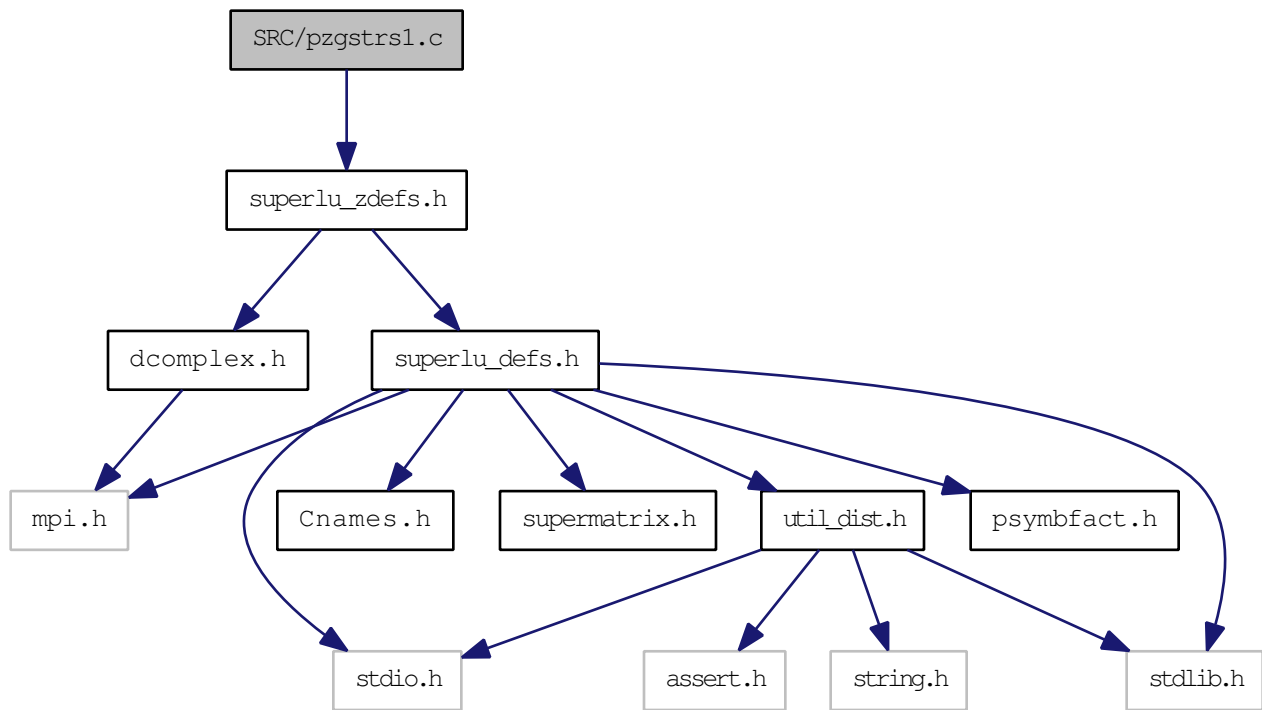 SRC/pzgstrs1.c
superlu_zdefs.h
dcomplex.h
superlu_defs.h
mpi.h
Cnames.h
supermatrix.h
util_dist.h
psymbfact.h
stdio.h
assert.h
string.h
stdlib.h